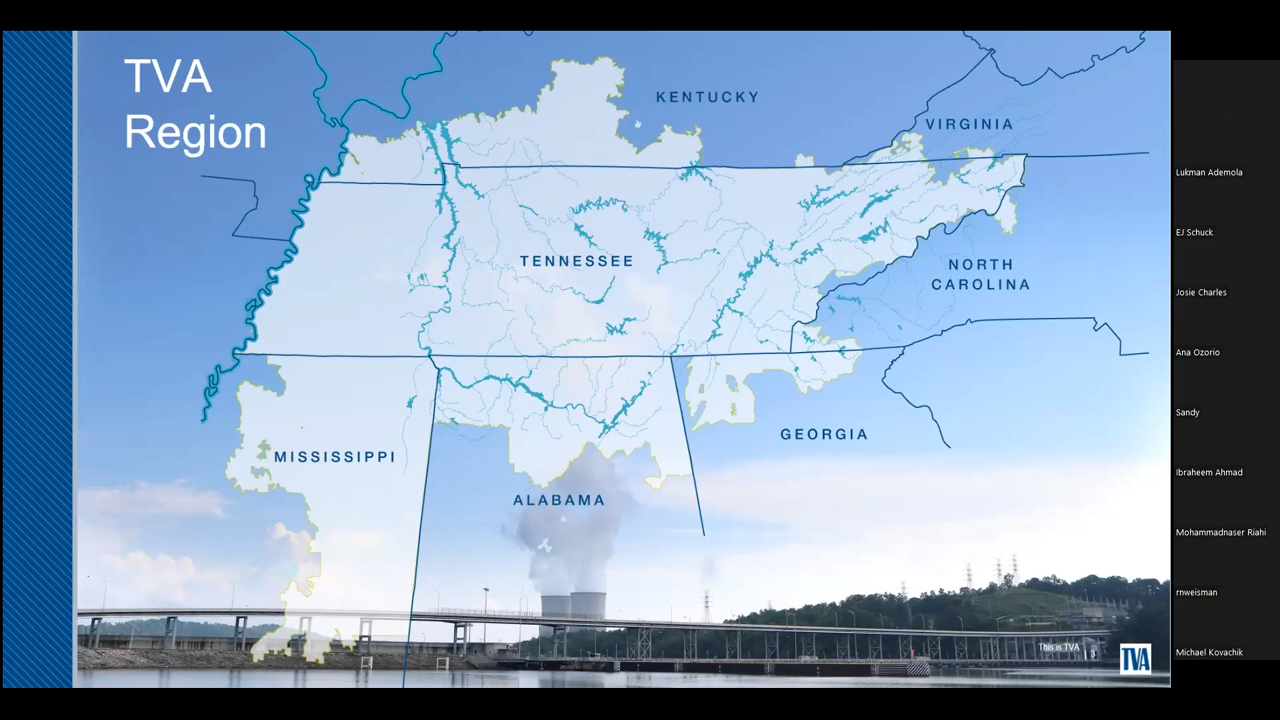 TVA
Region
KENTUCKY
VIRGINIA
TENNESSEE
NORTH
CAROLINA
MISSISSIPPI
ALABAMA
GEORGIA
This is TVA
3
TVA
Lukman Ademola
EJ Schuck
Josie Charles
Ana Ozorio
Sandy
Ibraheem Ahmad
Mohammadnaser Riahi
rnweisman
Michael Kovachik